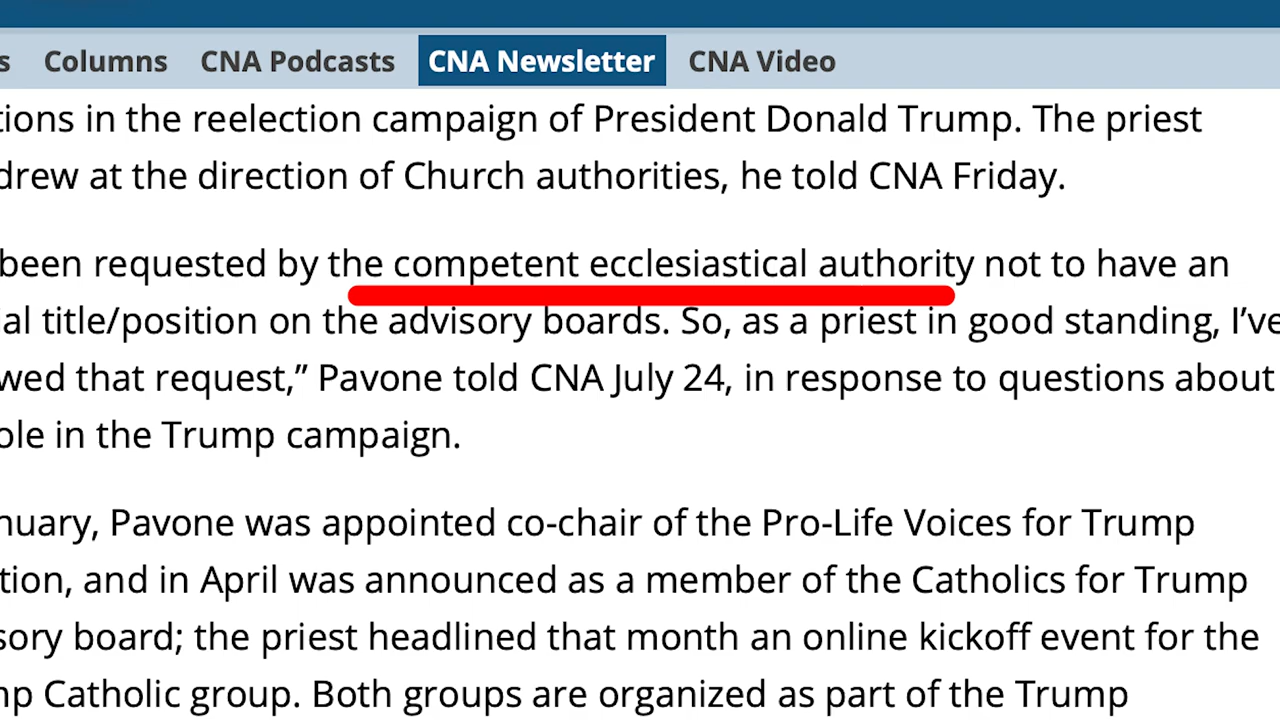 s Columns CNA Podcasts CNA Newsletter CNA Video
tions in the reelection campaign of President Donald Trump. The priest
drew at the direction of Church authorities, he told CNA Friday.
been requested by the competent ecclesiastical authority not to have an
ial title/position on the advisory boards. So, as a priest in good standing, I’ve
wed that request,” Pavone told CNA July 24, in response to questions about
ole in the Trump campaign.
nuary, Pavone was appointed co-chair of the Pro-Life Voices for Trump
tion, and in April was announced as a member of the Catholics for Trump
sory board; the priest headlined that month an online kickoff event for the
mp Catholic group. Both groups are organized as part of the Trump